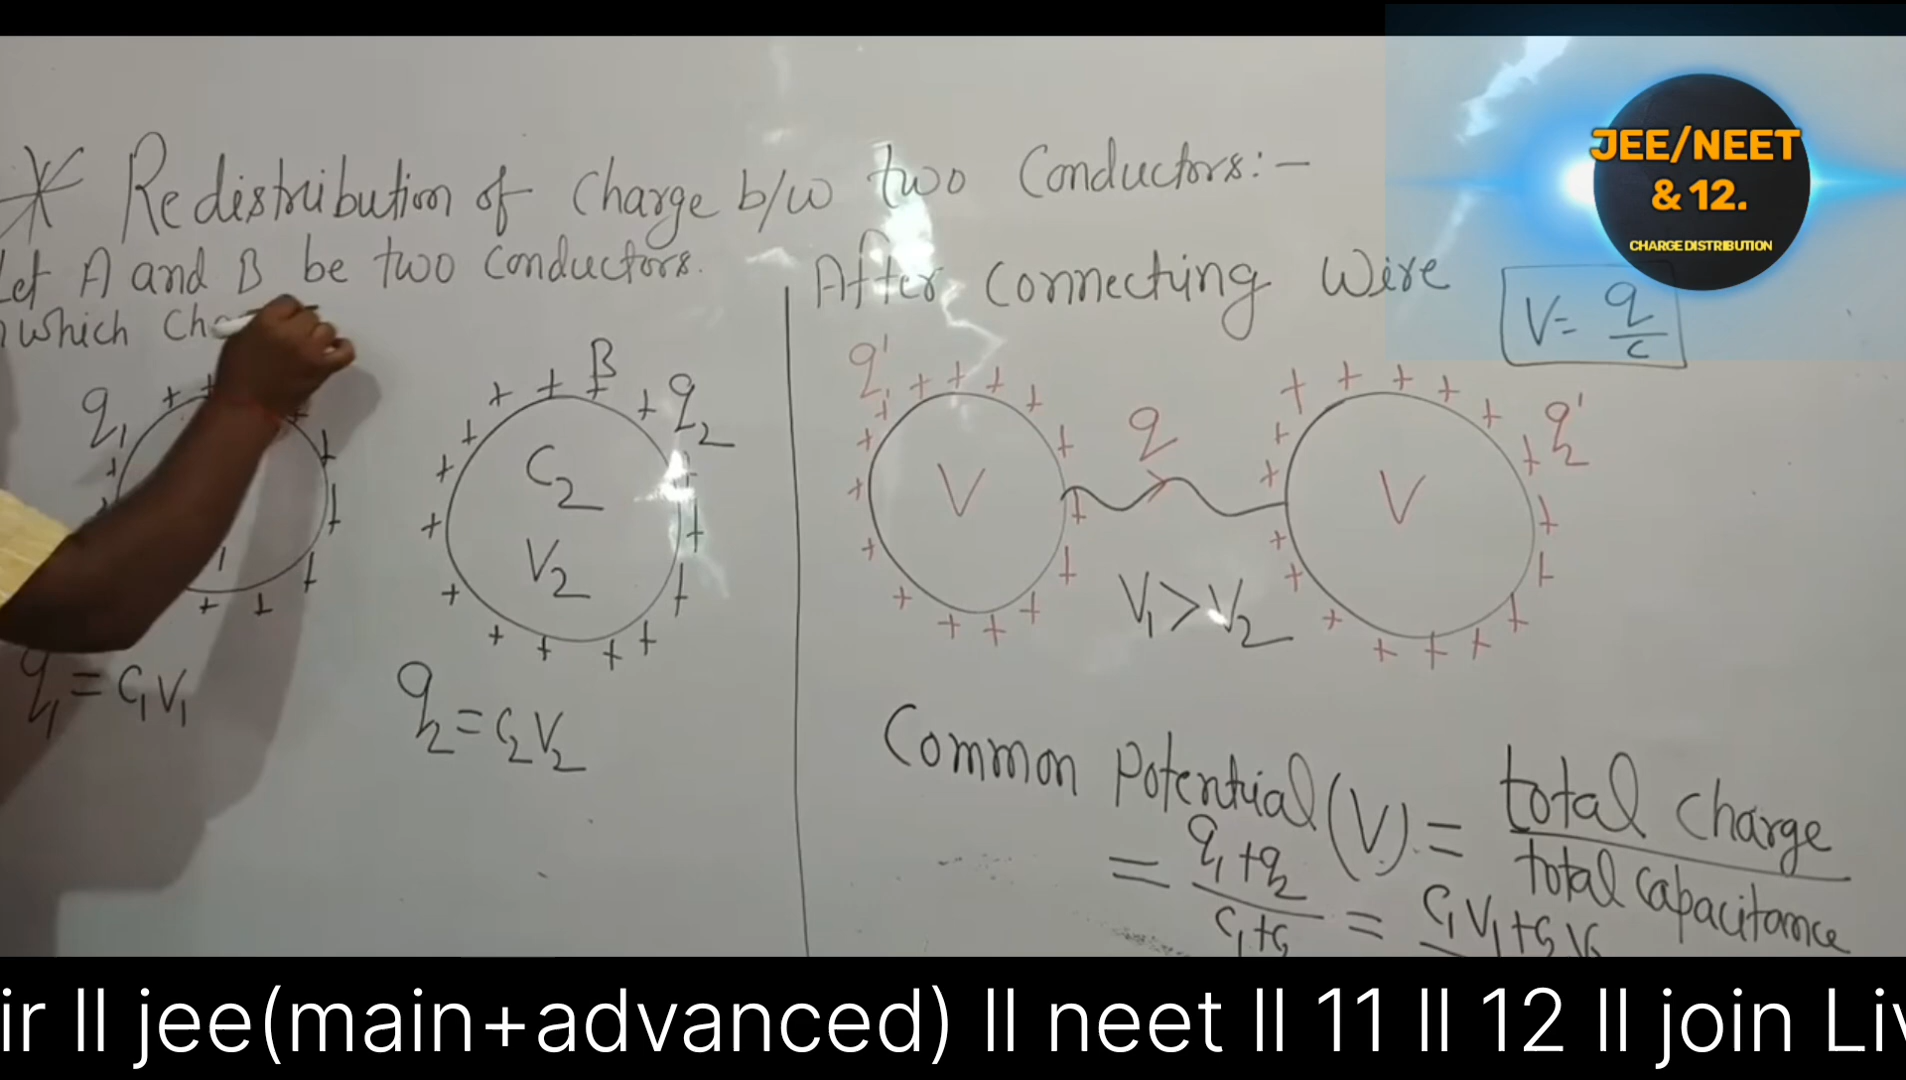 * Redistribution of charge b/w two Conductors:-
Let A and B be two conductors.
which Ch
After Connecting Wire
V= q/c
q₁
B
q₂
C₂
V₂
q₁ = C₁V₁
q₂ = C₂V₂
q₁'
q
q₂'
V
V
V₁ > V₂
Common Potential (V) = total charge / total capacitance
= q₁+q₂ / C₁+C₂ = C₁V₁+C₂V₂
JEE/NEET
& 12.
CHARGE DISTRIBUTION
ir ll jee(main+advanced) ll neet ll 11 ll 12 ll join Liv